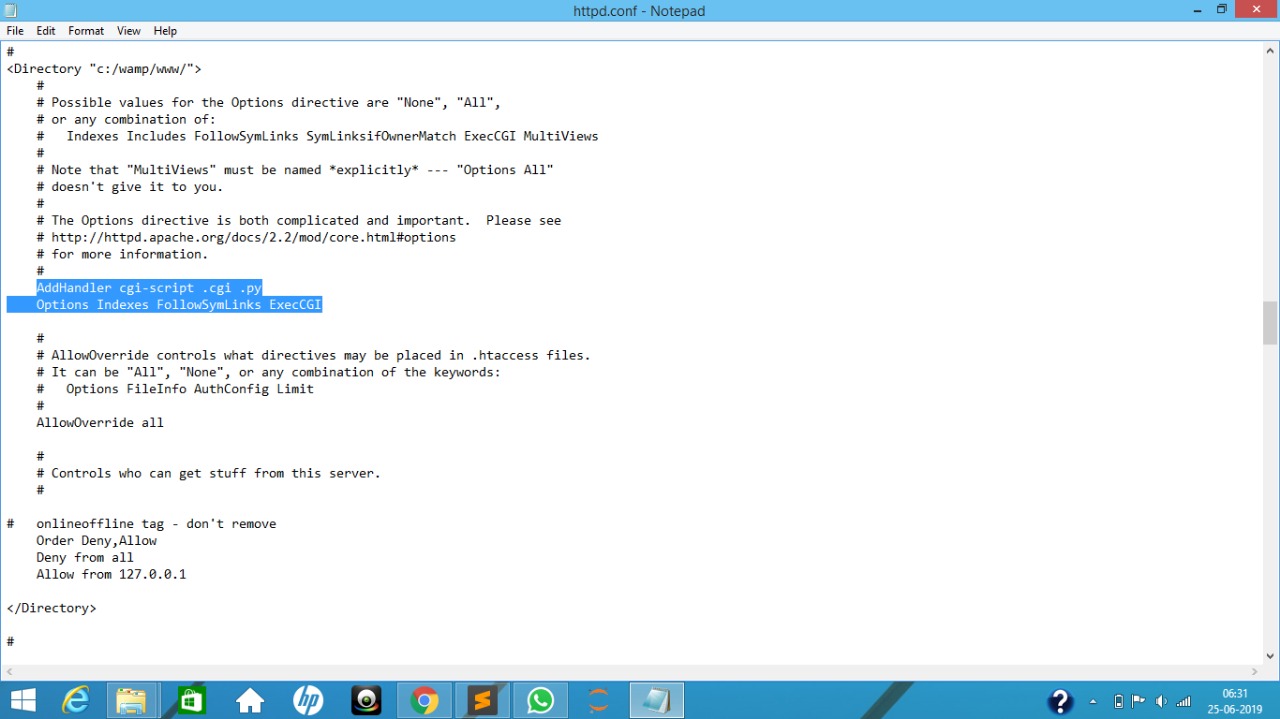 httpd.conf - Notepad
File Edit Format View Help
#
<Directory "c:/wamp/www/">
    #
    # Possible values for the Options directive are "None", "All",
    # or any combination of:
    #   Indexes Includes FollowSymLinks SymLinksifOwnerMatch ExecCGI MultiViews
    #
    # Note that "MultiViews" must be named *explicitly* --- "Options All"
    # doesn't give it to you.
    #
    # The Options directive is both complicated and important.  Please see
    # http://httpd.apache.org/docs/2.2/mod/core.html#options
    # for more information.
    #
    AddHandler cgi-script .cgi .py
    Options Indexes FollowSymLinks ExecCGI
    #
    # AllowOverride controls what directives may be placed in .htaccess files.
    # It can be "All", "None", or any combination of the keywords:
    #   Options FileInfo AuthConfig Limit
    #
    AllowOverride all
    #
    # Controls who can get stuff from this server.
    #
#   onlineoffline tag - don't remove
    Order Deny,Allow
    Deny from all
    Allow from 127.0.0.1
</Directory>
#
hp
?
06:31
25-06-2019